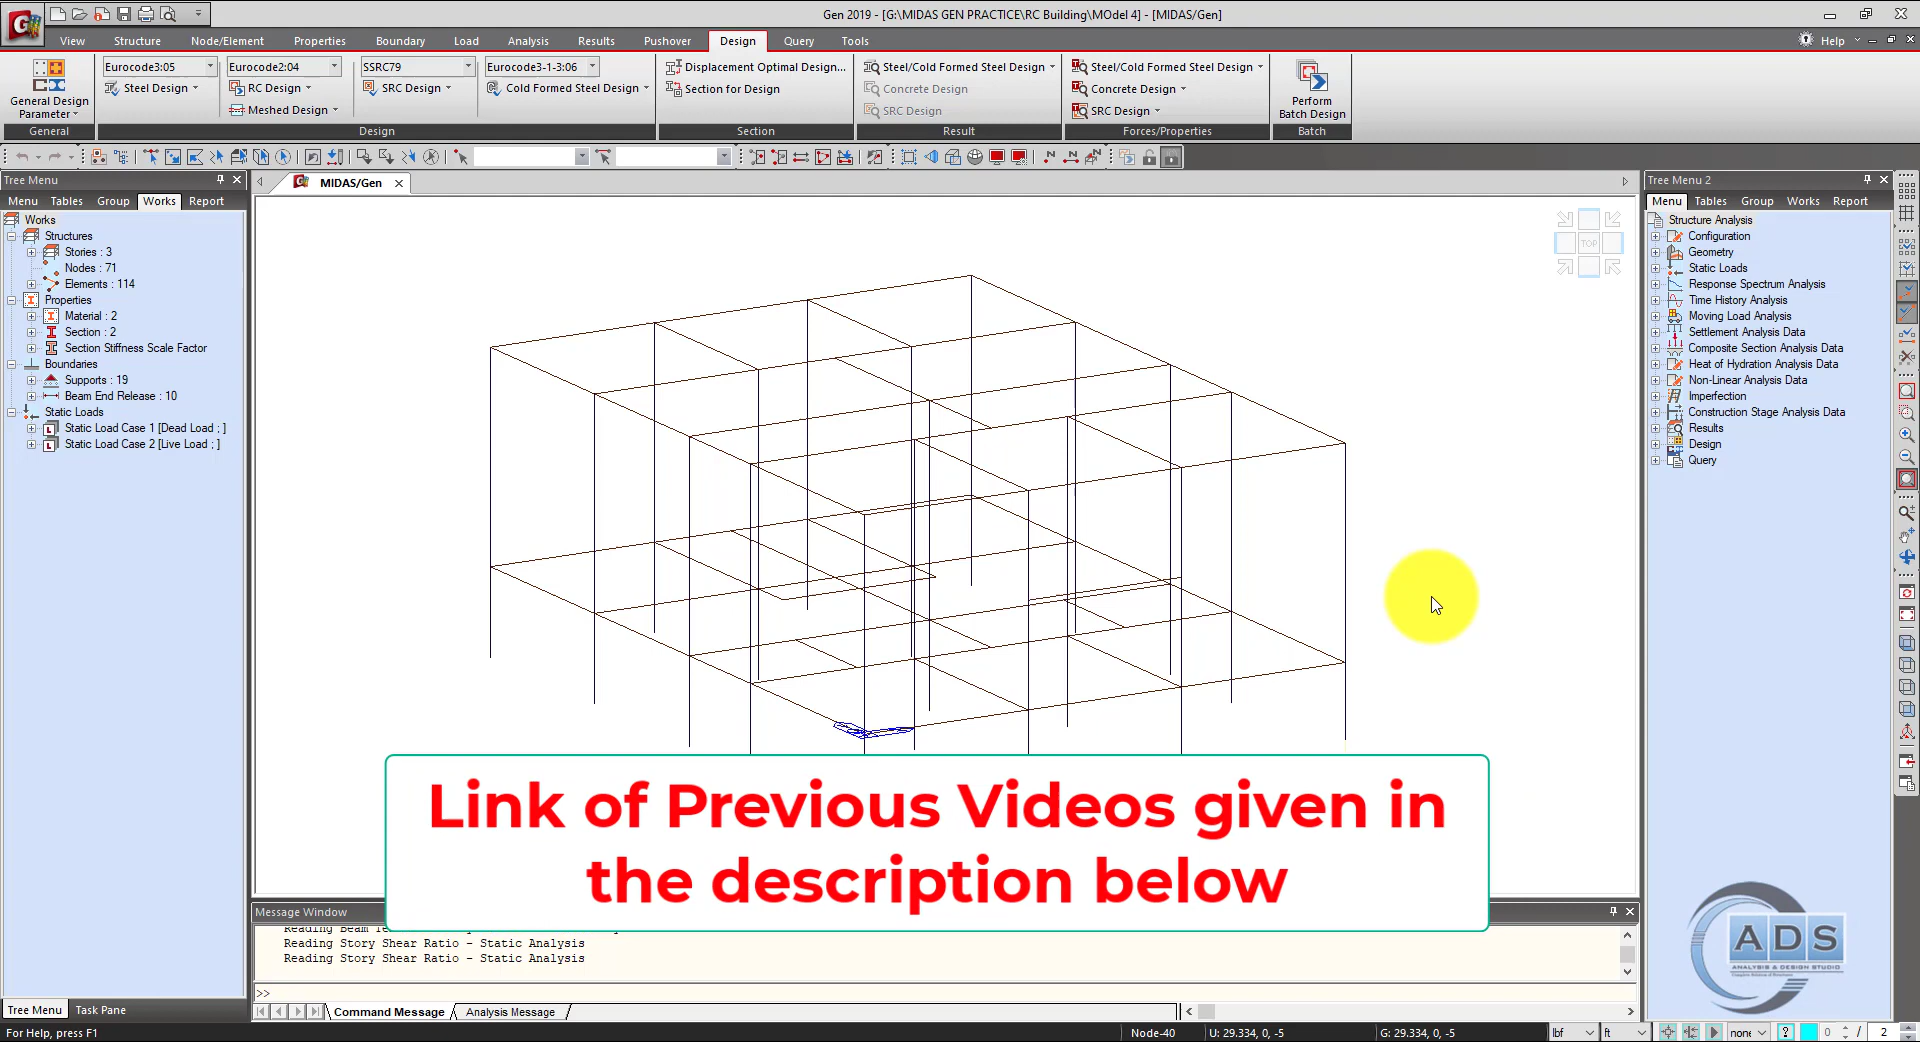 Gen 2019 - [G:\MIDAS GEN PRACTICE\RC Building\MOdel 4] - [MIDAS/Gen]
View Structure Node/Element Properties Boundary Load Analysis Results Pushover Design Query Tools Help
Eurocode3:05 Eurocode2:04 SSRC79 Eurocode3-1-3:06 Displacement Optimal Design... Steel/Cold Formed Steel Design Steel/Cold Formed Steel Design
General Design Parameter Steel Design RC Design SRC Design Cold Formed Steel Design Section for Design Concrete Design Concrete Design Perform Batch Design
Meshed Design SRC Design SRC Design
General Design Section Result Forces/Properties Batch
Tree Menu
Menu Tables Group Works Report
Works
Structures
Stories : 3
Nodes : 71
Elements : 114
Properties
Material : 2
Section : 2
Section Stiffness Scale Factor
Boundaries
Supports : 19
Beam End Release : 10
Static Loads
Static Load Case 1 [Dead Load ; ]
Static Load Case 2 [Live Load ; ]
Tree Menu Task Pane
MIDAS/Gen
TOP
Link of Previous Videos given in
the description below
Message Window
Reading Story Shear Ratio - Static Analysis
Reading Story Shear Ratio - Static Analysis
>>
Command Message Analysis Message
Tree Menu 2
Menu Tables Group Works Report
Structure Analysis
Configuration
Geometry
Static Loads
Response Spectrum Analysis
Time History Analysis
Moving Load Analysis
Settlement Analysis Data
Composite Section Analysis Data
Heat of Hydration Analysis Data
Non-Linear Analysis Data
Imperfection
Construction Stage Analysis Data
Results
Design
Query
ADS
ANALYSIS & DESIGN STUDIO
For Help, press F1 Node-40 U: 29.334, 0, -5 G: 29.334, 0, -5 lbf ft none ? 0 / 2